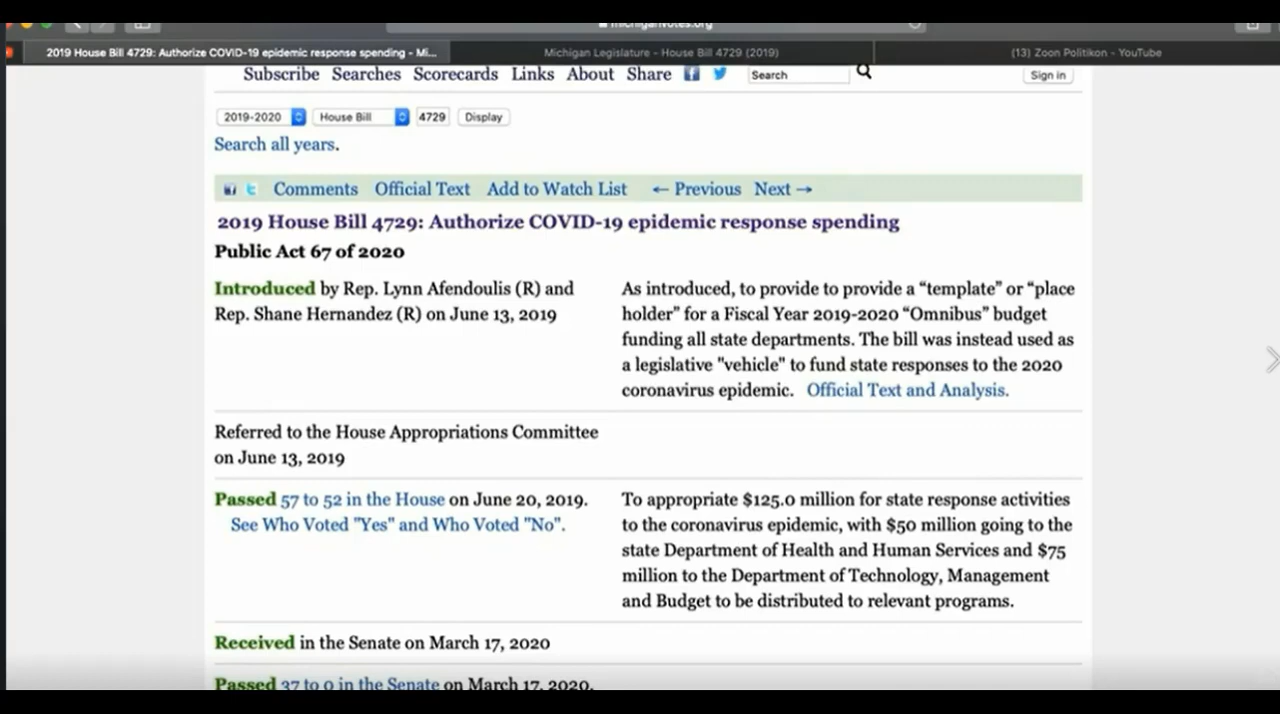 michiganvotes.org
2019 House Bill 4729: Authorize COVID-19 epidemic response spending - Mi...
Michigan Legislature - House Bill 4729 (2019)
(13) Zoon Politikon - YouTube
Subscribe Searches Scorecards Links About Share Search Sign in
2019-2020 House Bill 4729 Display
Search all years.
Comments Official Text Add to Watch List ← Previous Next →
2019 House Bill 4729: Authorize COVID-19 epidemic response spending
Public Act 67 of 2020
Introduced by Rep. Lynn Afendoulis (R) and
Rep. Shane Hernandez (R) on June 13, 2019
As introduced, to provide to provide a “template” or “place
holder” for a Fiscal Year 2019-2020 “Omnibus” budget
funding all state departments. The bill was instead used as
a legislative "vehicle" to fund state responses to the 2020
coronavirus epidemic. Official Text and Analysis.
Referred to the House Appropriations Committee
on June 13, 2019
Passed 57 to 52 in the House on June 20, 2019.
See Who Voted "Yes" and Who Voted "No".
To appropriate $125.0 million for state response activities
to the coronavirus epidemic, with $50 million going to the
state Department of Health and Human Services and $75
million to the Department of Technology, Management
and Budget to be distributed to relevant programs.
Received in the Senate on March 17, 2020
Passed 37 to 0 in the Senate on March 17, 2020.